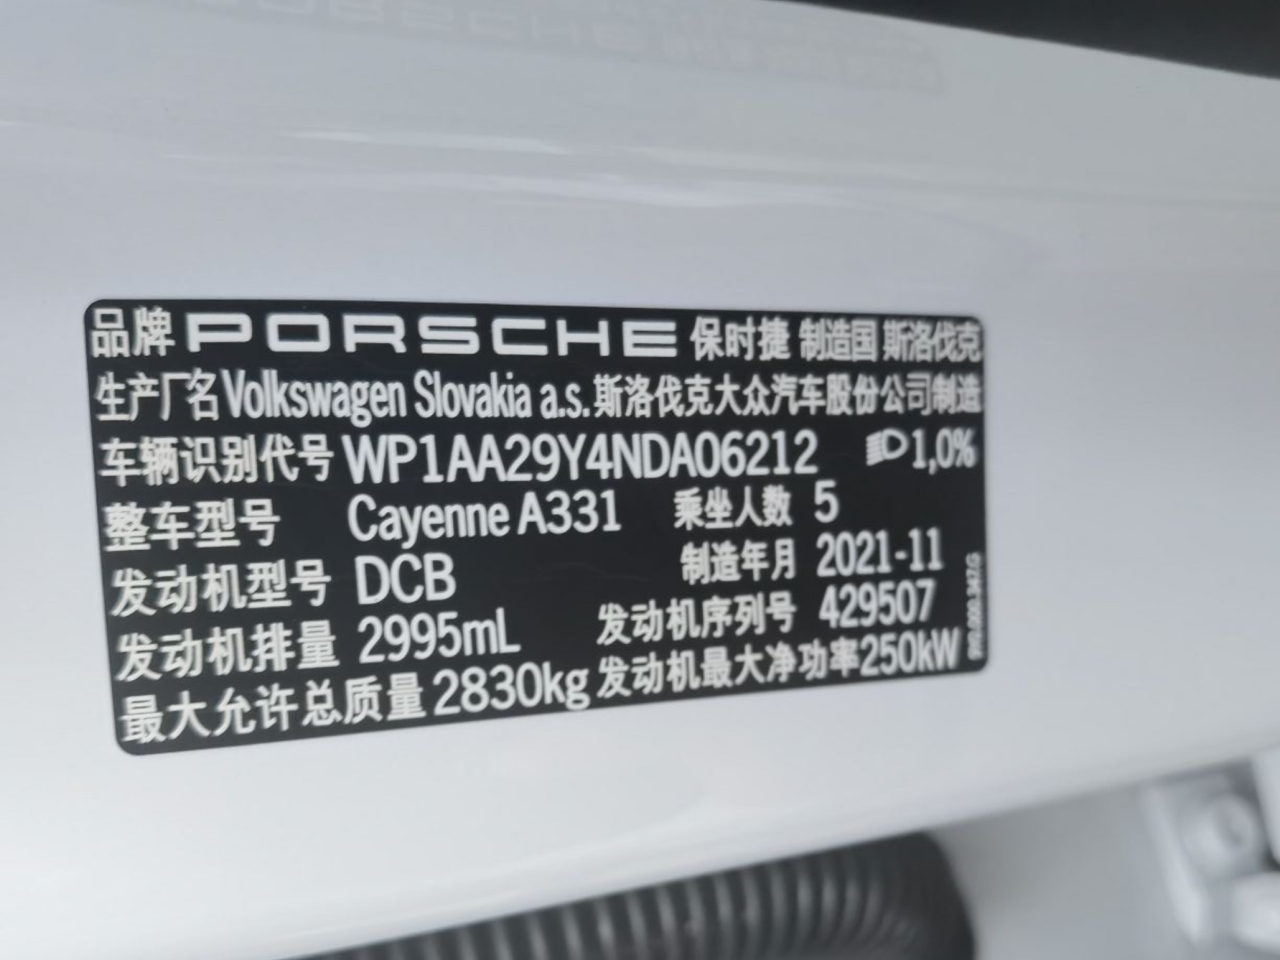 品牌 PORSCHE 保时捷 制造国 斯洛伐克
生产厂名 Volkswagen Slovakia a.s. 斯洛伐克大众汽车股份公司制造
车辆识别代号 WP1AA29Y4NDA06212 1,0%
整车型号 Cayenne A331 乘坐人数 5
发动机型号 DCB 制造年月 2021-11
发动机排量 2995mL 发动机序列号 429507
最大允许总质量 2830kg 发动机最大净功率 250kW